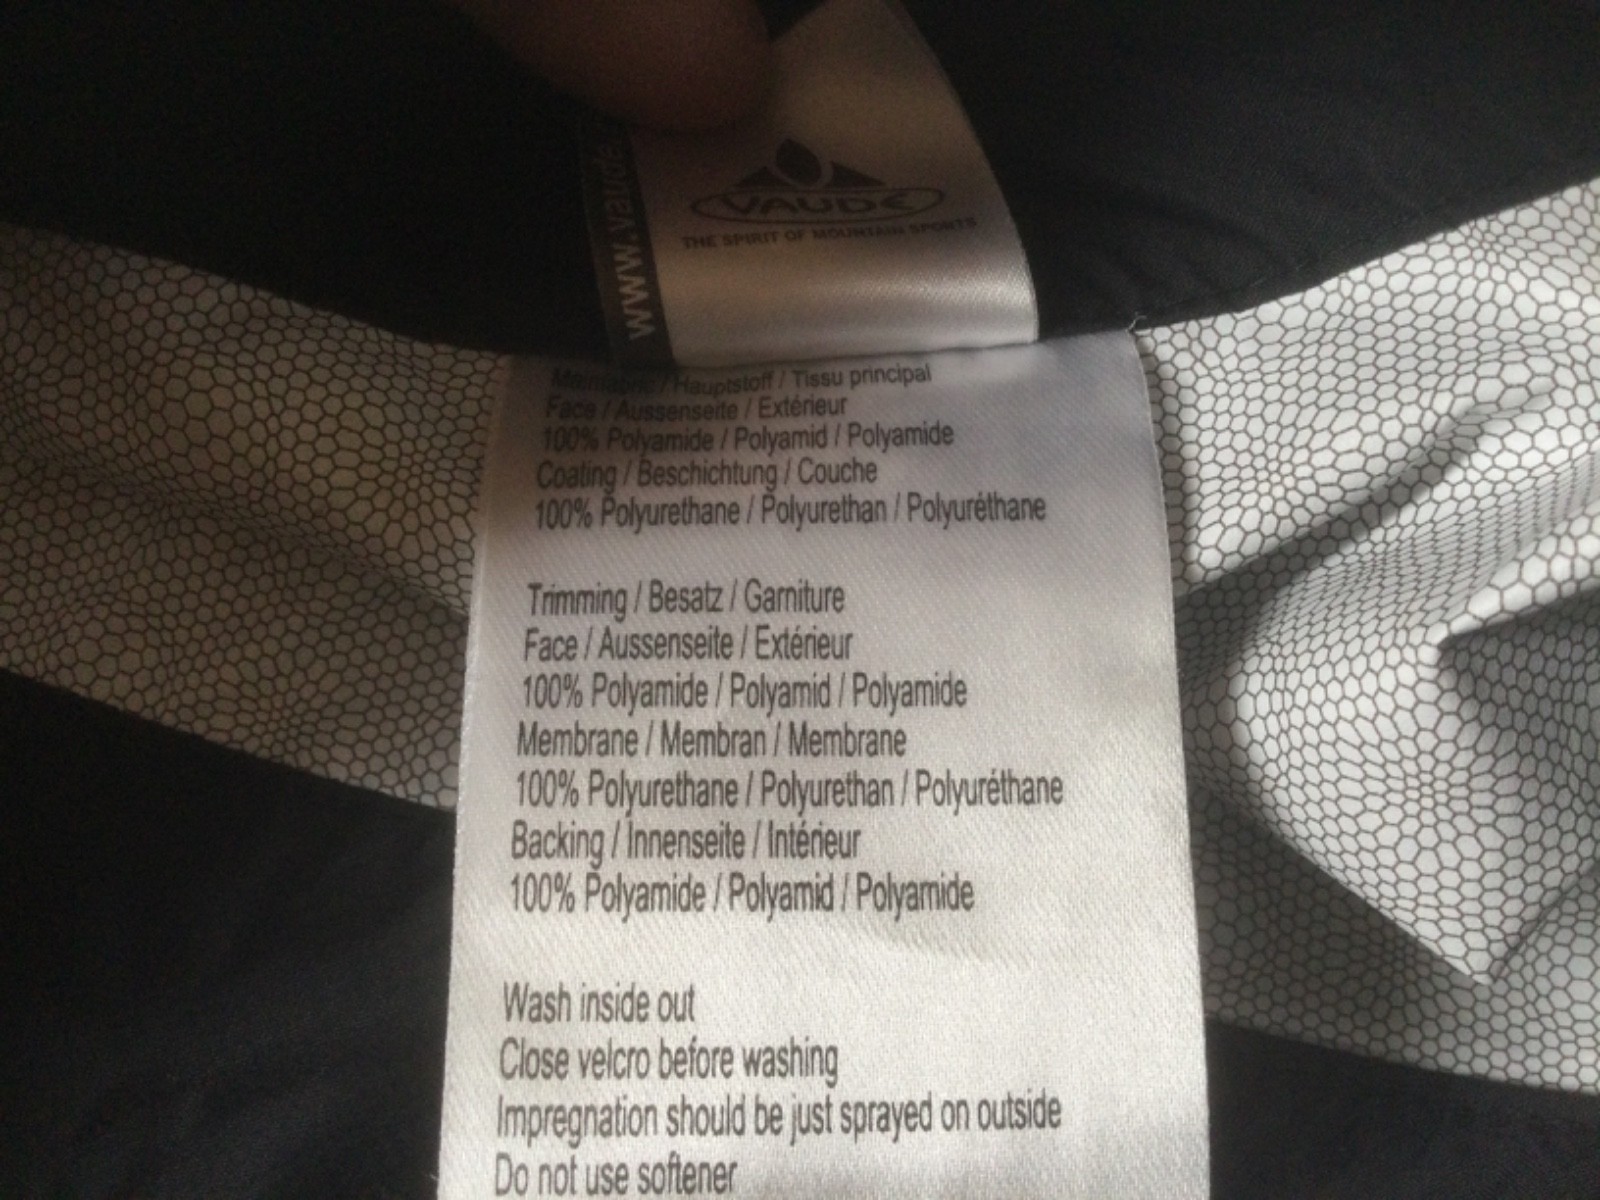 www.vaude.
VAUDE
THE SPIRIT OF MOUNTAIN SPORTS
Mainfabric / Hauptstoff / Tissu principal
Face / Aussenseite / Extérieur
100% Polyamide / Polyamid / Polyamide
Coating / Beschichtung / Couche
100% Polyurethane / Polyurethan / Polyuréthane
Trimming / Besatz / Garniture
Face / Aussenseite / Extérieur
100% Polyamide / Polyamid / Polyamide
Membrane / Membran / Membrane
100% Polyurethane / Polyurethan / Polyuréthane
Backing / Innenseite / Intérieur
100% Polyamide / Polyamid / Polyamide
Wash inside out
Close velcro before washing
Impregnation should be just sprayed on outside
Do not use softener